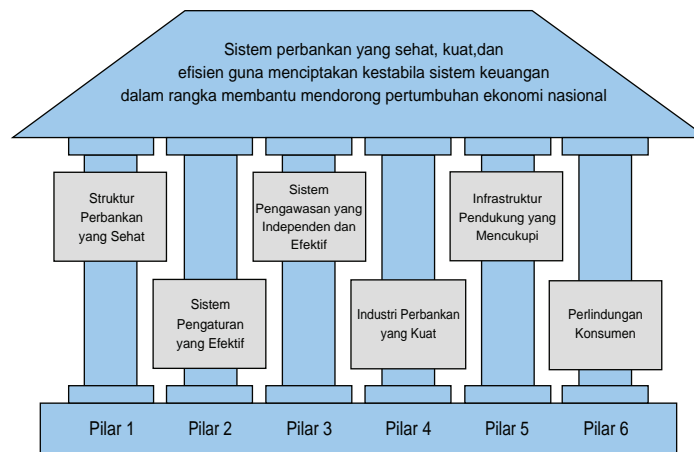 Sistem perbankan yang sehat, kuat,dan
efisien guna menciptakan kestabila sistem keuangan
dalam rangka membantu mendorong pertumbuhan ekonomi nasional
Struktur
Perbankan
yang Sehat
Sistem
Pengaturan
yang Efektif
Sistem
Pengawasan yang
Independen dan
Efektif
Industri Perbankan
yang Kuat
Infrastruktur
Pendukung yang
Mencukupi
Perlindungan
Konsumen
Pilar 1
Pilar 2
Pilar 3
Pilar 4
Pilar 5
Pilar 6